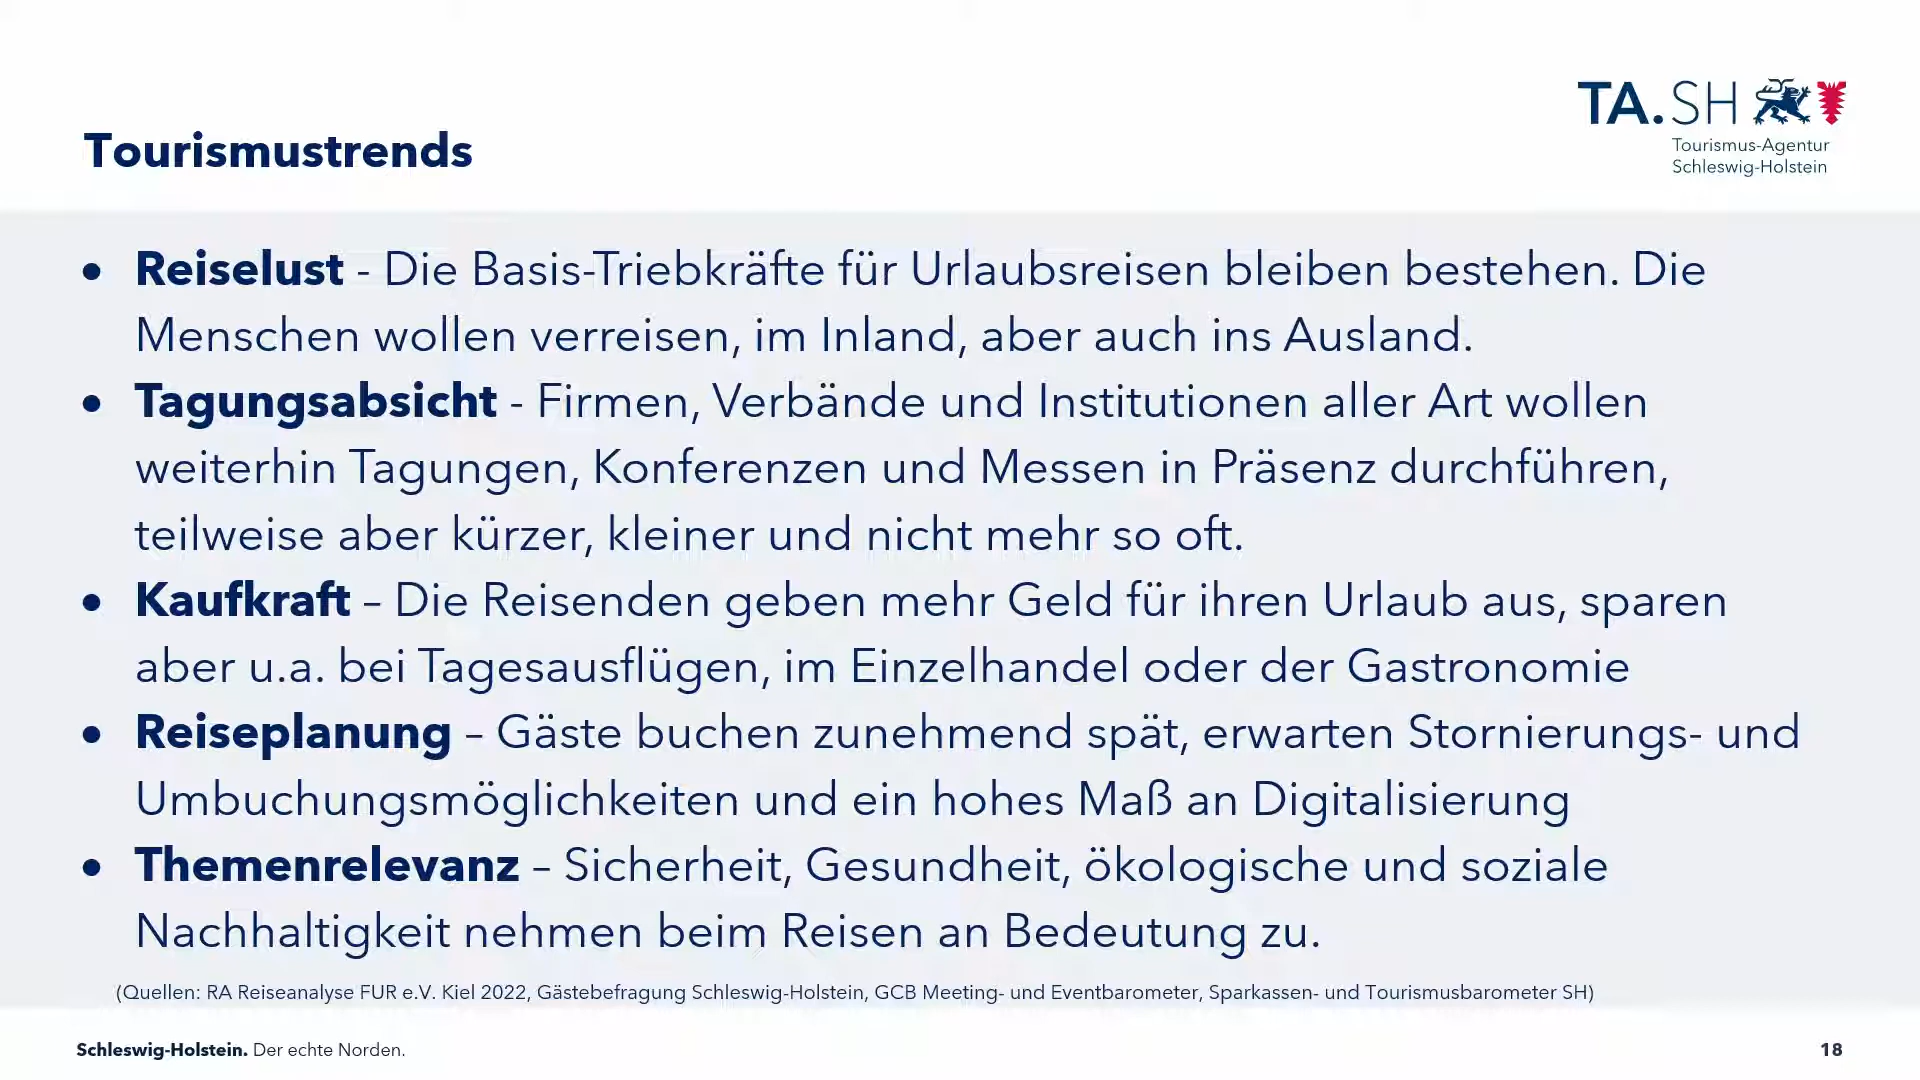 TA.SH
Tourismus-Agentur
Schleswig-Holstein
Tourismustrends
• Reiselust - Die Basis-Triebkräfte für Urlaubsreisen bleiben bestehen. Die
Menschen wollen verreisen, im Inland, aber auch ins Ausland.
• Tagungsabsicht - Firmen, Verbände und Institutionen aller Art wollen
weiterhin Tagungen, Konferenzen und Messen in Präsenz durchführen,
teilweise aber kürzer, kleiner und nicht mehr so oft.
• Kaufkraft – Die Reisenden geben mehr Geld für ihren Urlaub aus, sparen
aber u.a. bei Tagesausflügen, im Einzelhandel oder der Gastronomie
• Reiseplanung – Gäste buchen zunehmend spät, erwarten Stornierungs- und
Umbuchungsmöglichkeiten und ein hohes Maß an Digitalisierung
• Themenrelevanz – Sicherheit, Gesundheit, ökologische und soziale
Nachhaltigkeit nehmen beim Reisen an Bedeutung zu.
(Quellen: RA Reiseanalyse FUR e.V. Kiel 2022, Gästebefragung Schleswig-Holstein, GCB Meeting- und Eventbarometer, Sparkassen- und Tourismusbarometer SH)
Schleswig-Holstein. Der echte Norden.
18